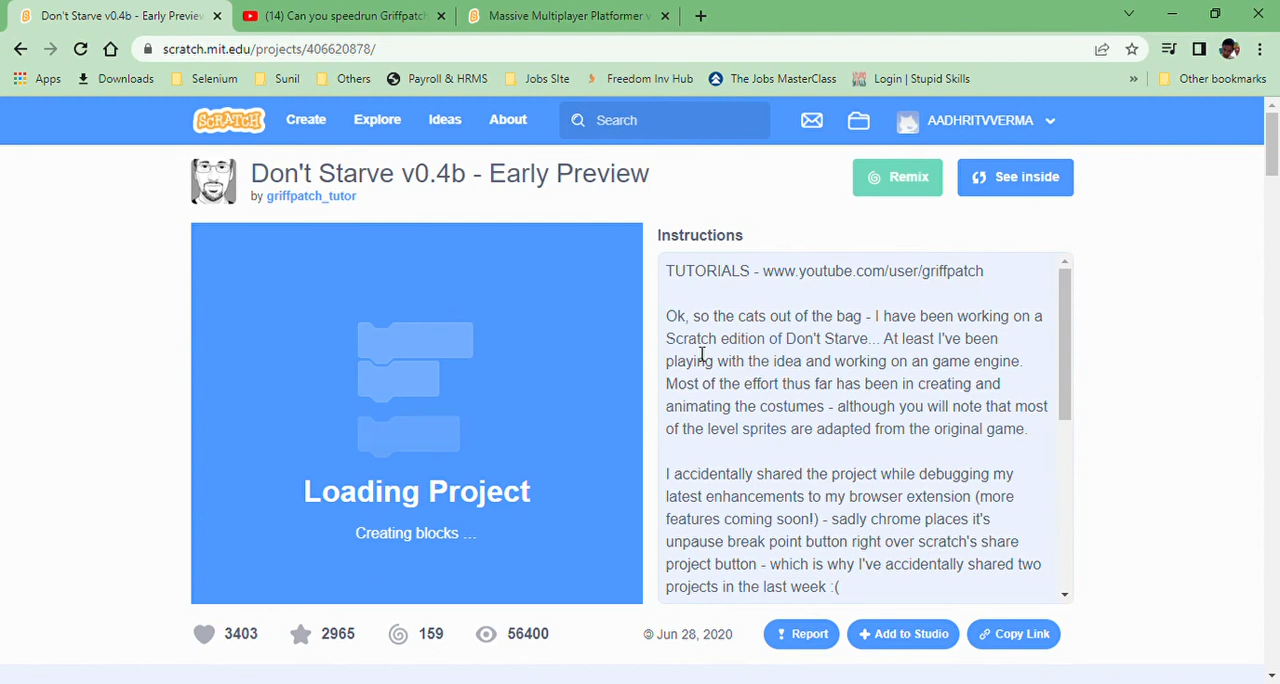 Don't Starve v0.4b - Early Preview
(14) Can you speedrun Griffpatch
Massive Multiplayer Platformer v
scratch.mit.edu/projects/406620878/
Apps Downloads Selenium Sunil Others Payroll & HRMS Jobs SIte Freedom Inv Hub The Jobs MasterClass Login | Stupid Skills » Other bookmarks
SCRATCH Create Explore Ideas About Search AADHRITVVERMA
Don't Starve v0.4b - Early Preview
by griffpatch_tutor
Remix
See inside
Loading Project
Creating blocks …
Instructions
TUTORIALS - www.youtube.com/user/griffpatch
Ok, so the cats out of the bag - I have been working on a
Scratch edition of Don't Starve... At least I've been
playing with the idea and working on an game engine.
Most of the effort thus far has been in creating and
animating the costumes - although you will note that most
of the level sprites are adapted from the original game.
I accidentally shared the project while debugging my
latest enhancements to my browser extension (more
features coming soon!) - sadly chrome places it's
unpause break point button right over scratch's share
project button - which is why I've accidentally shared two
projects in the last week :(
3403 2965 159 56400
© Jun 28, 2020
Report
Add to Studio
Copy Link